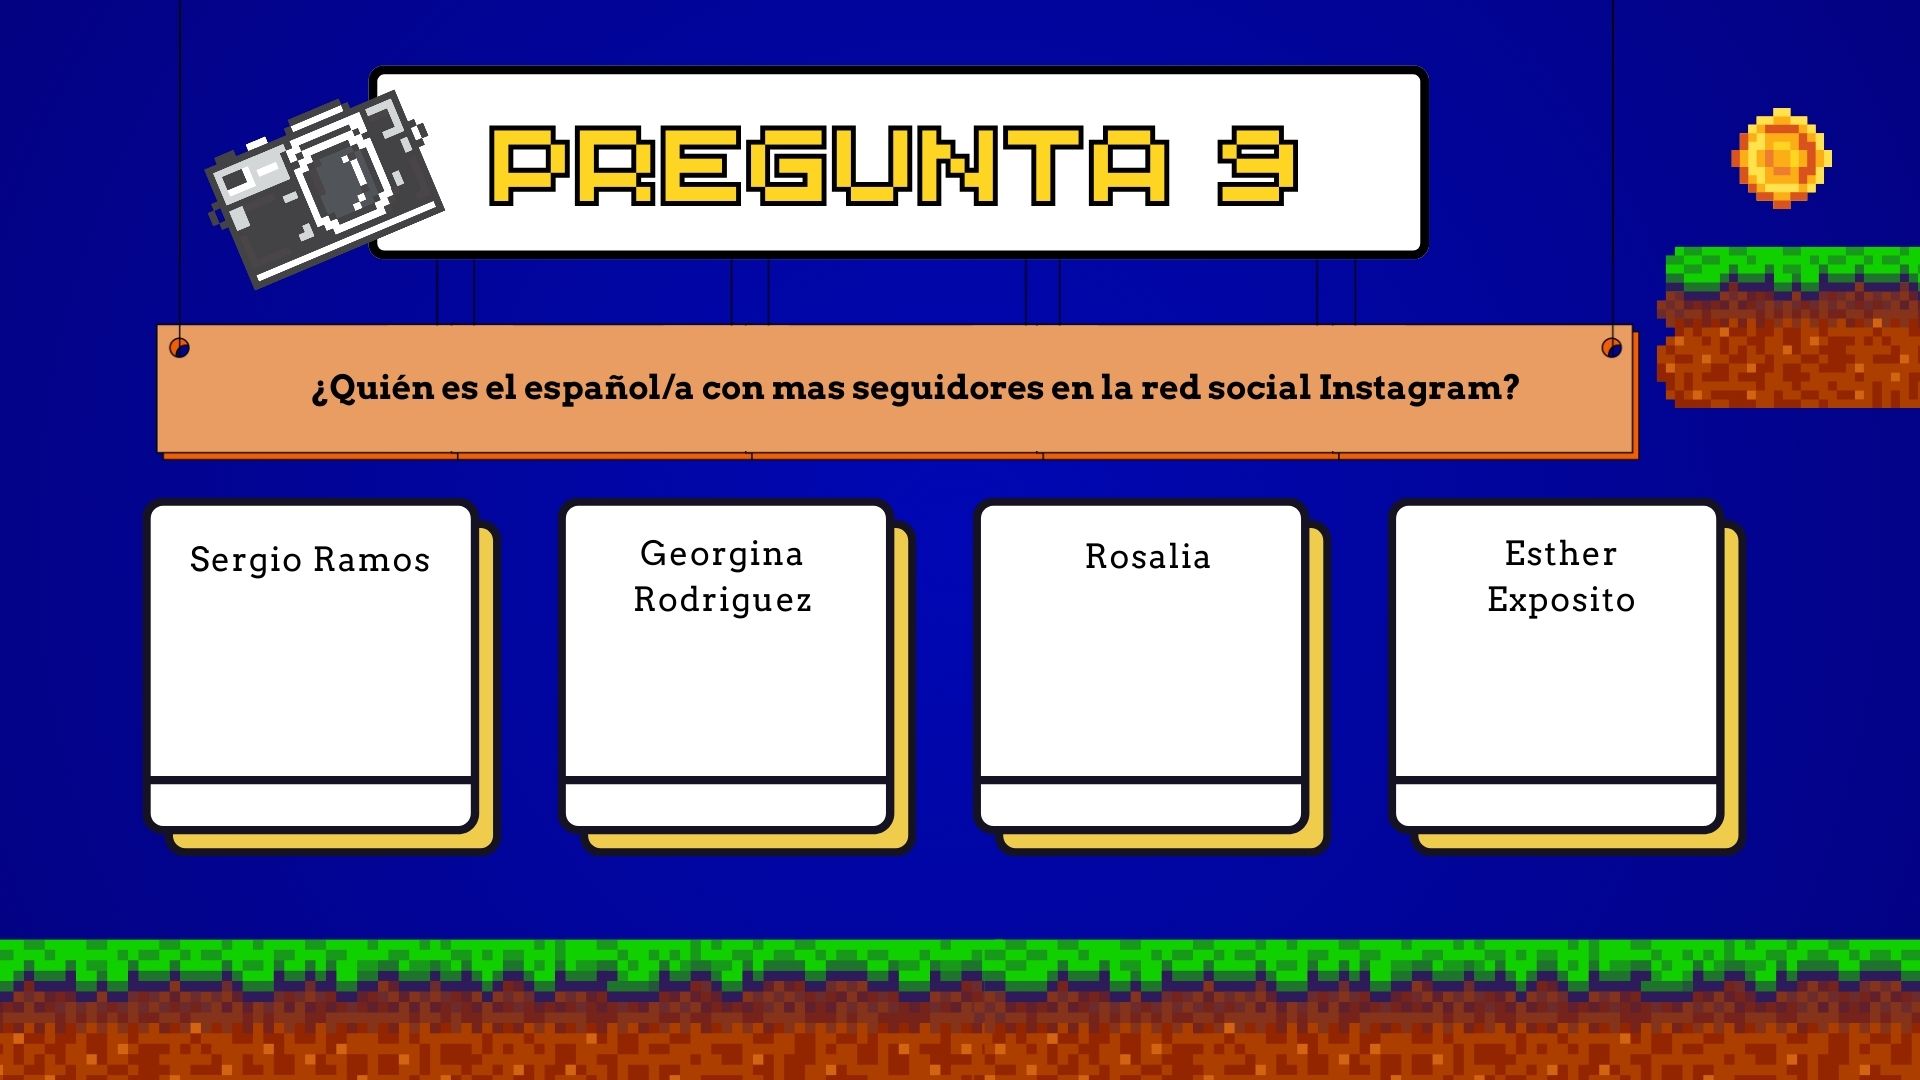 PREGUNTA 9
¿Quién es el español/a con mas seguidores en la red social Instagram?
Sergio Ramos
Georgina
Rodriguez
Rosalia
Esther
Exposito